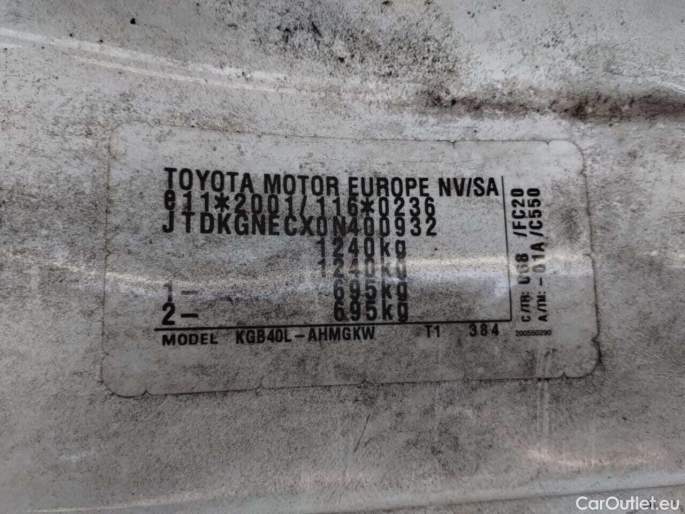 TOYOTA MOTOR EUROPE NV/SA
e11*2001/116*0236
JTDKGNECX0N400932
1240kg
1240kg
1- 695kg
2- 695kg
MODEL KGB40L-AHMGKW T1 384
C/TR: 068 /FC20
A/TM: -01A /C550
CarOutlet.eu